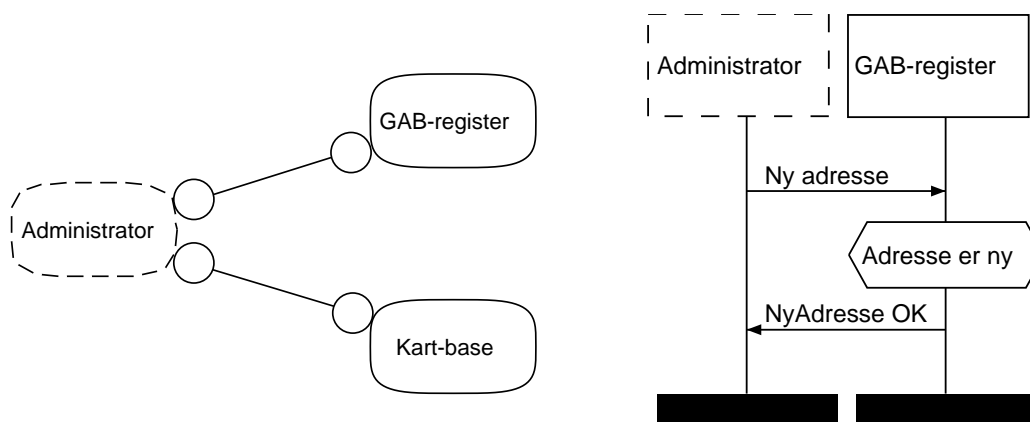 GAB-register
Administrator
Kart-base
Administrator
GAB-register
Ny adresse
Adresse er ny
NyAdresse OK